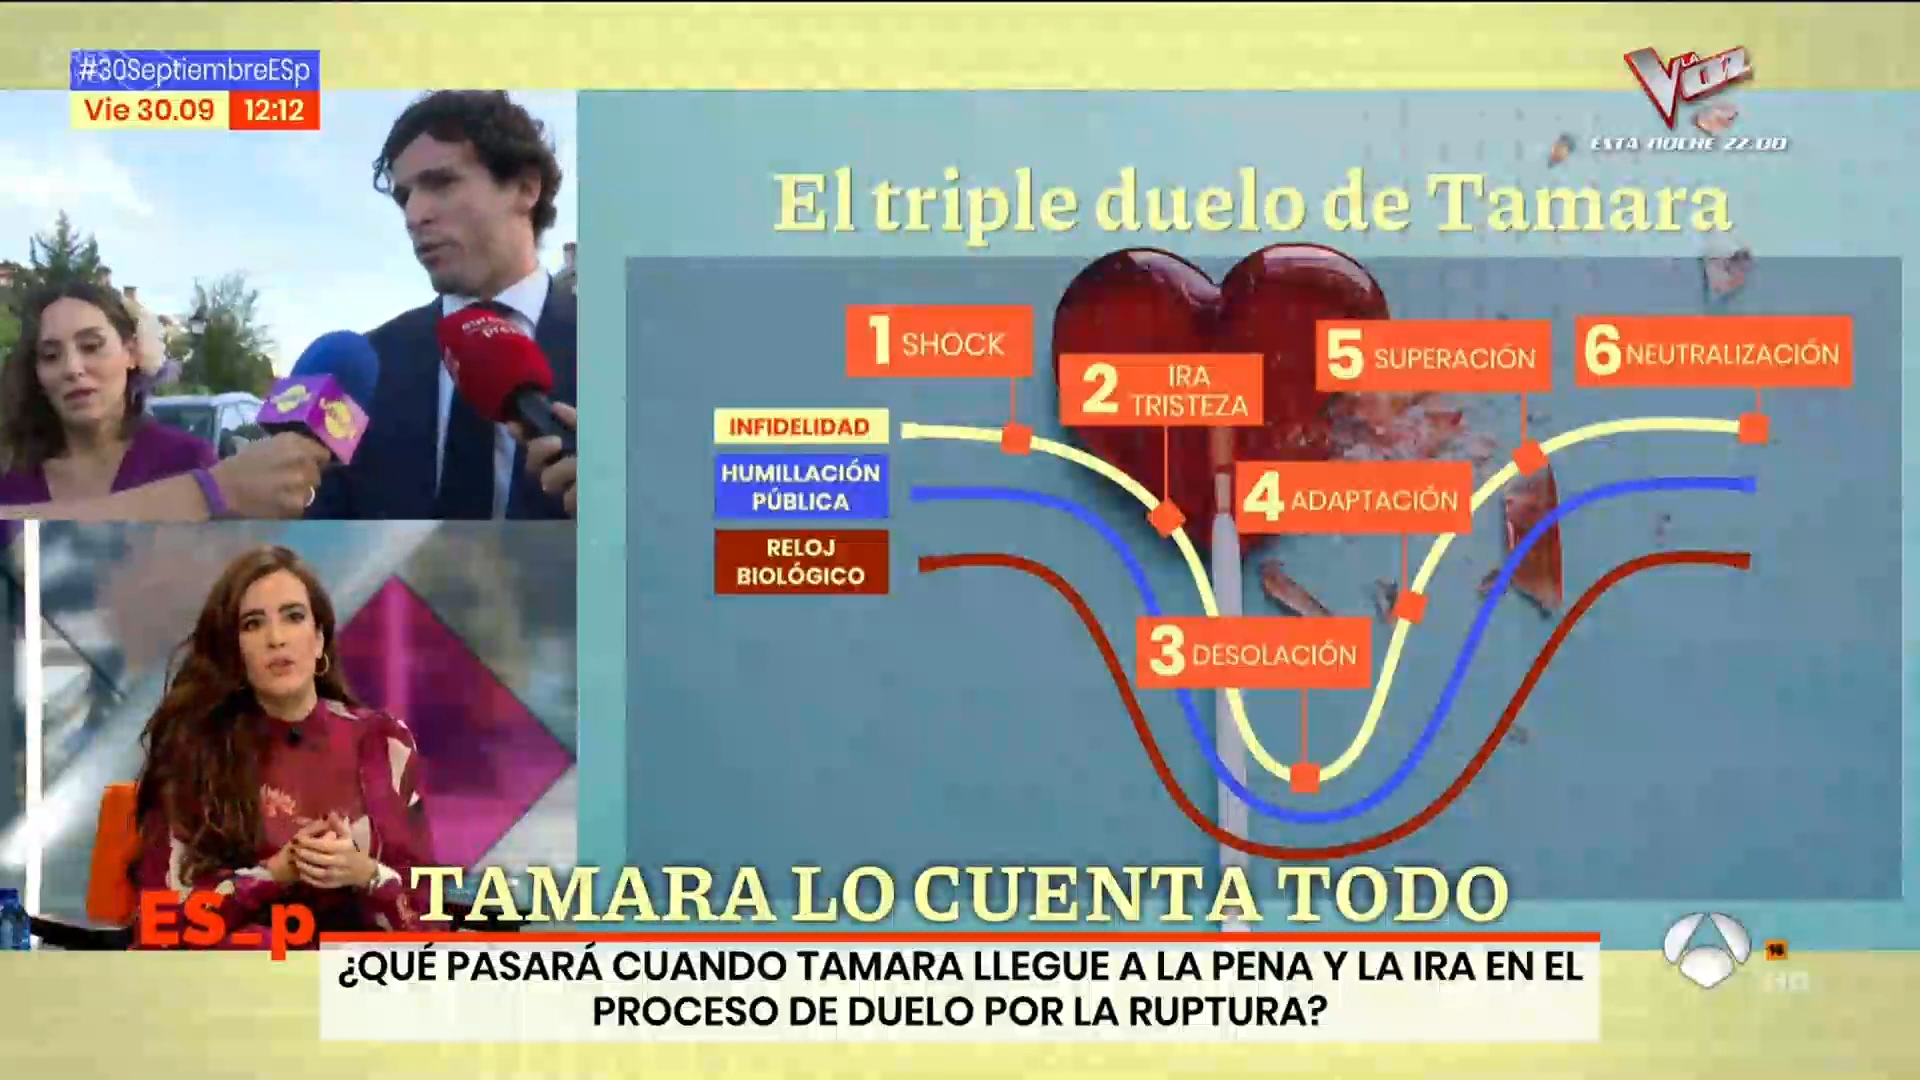 #30SeptiembreESp
Vie 30.09 12:12
LA
VOZ
ESTA NOCHE 22:00
El triple duelo de Tamara
1 SHOCK
2 IRA
TRISTEZA
5 SUPERACIÓN
6 NEUTRALIZACIÓN
INFIDELIDAD
HUMILLACIÓN
PÚBLICA
4 ADAPTACIÓN
RELOJ
BIOLÓGICO
3 DESOLACIÓN
TAMARA LO CUENTA TODO
ES_p
¿QUÉ PASARÁ CUANDO TAMARA LLEGUE A LA PENA Y LA IRA EN EL
PROCESO DE DUELO POR LA RUPTURA?
HD